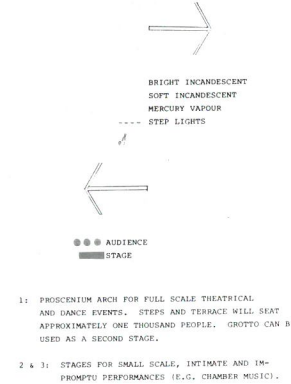 BRIGHT INCANDESCENT
SOFT INCANDESCENT
MERCURY VAPOUR
STEP LIGHTS
AUDIENCE
STAGE
1: PROSCENIUM ARCH FOR FULL SCALE THEATRICAL
AND DANCE EVENTS. STEPS AND TERRACE WILL SEAT
APPROXIMATELY ONE THOUSAND PEOPLE. GROTTO CAN B
USED AS A SECOND STAGE.
2 & 3: STAGES FOR SMALL SCALE, INTIMATE AND IM-
PROMPTU PERFORMANCES (E.G. CHAMBER MUSIC).